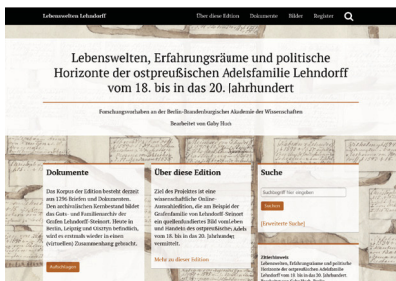 Lebenswelten Lehndorff
Über diese Edition Dokumente Bilder Register
Lebenswelten, Erfahrungsräume und politische
Horizonte der ostpreußischen Adelsfamilie Lehndorff
vom 18. bis in das 20. Jahrhundert
Forschungsvorhaben an der Berlin-Brandenburgischen Akademie der Wissenschaften
Bearbeitet von Gaby Huch
Dokumente
Das Korpus der Edition besteht derzeit
aus 1296 Briefen und Dokumenten.
Den archivalischen Kernbestand bildet
das Guts- und Familienarchiv der
Grafen Lehndorff-Steinort. Heute in
Berlin, Leipzig und Olsztyn befindlich,
wird es erstmals wieder in einen
(virtuellen) Zusammenhang gebracht.
Über diese Edition
Ziel des Projektes ist eine
wissenschaftliche Online-
Auswahledition, die am Beispiel der
Grafenfamilie von Lehndorff-Steinort
ein quellenfundiertes Bild vom Leben
und Handeln des ostpreußischen Adels
vom 18. bis in das 20. Jahrhundert
vermittelt.
Mehr zu dieser Edition
Suche
Suchbegriff hier eingeben
Suchen
[Erweiterte Suche]
Zitierhinweis
Lebenswelten, Erfahrungsräume und politische
Horizonte der ostpreußischen Adelsfamilie
Lehndorff vom 18. bis in das 20. Jahrhundert.